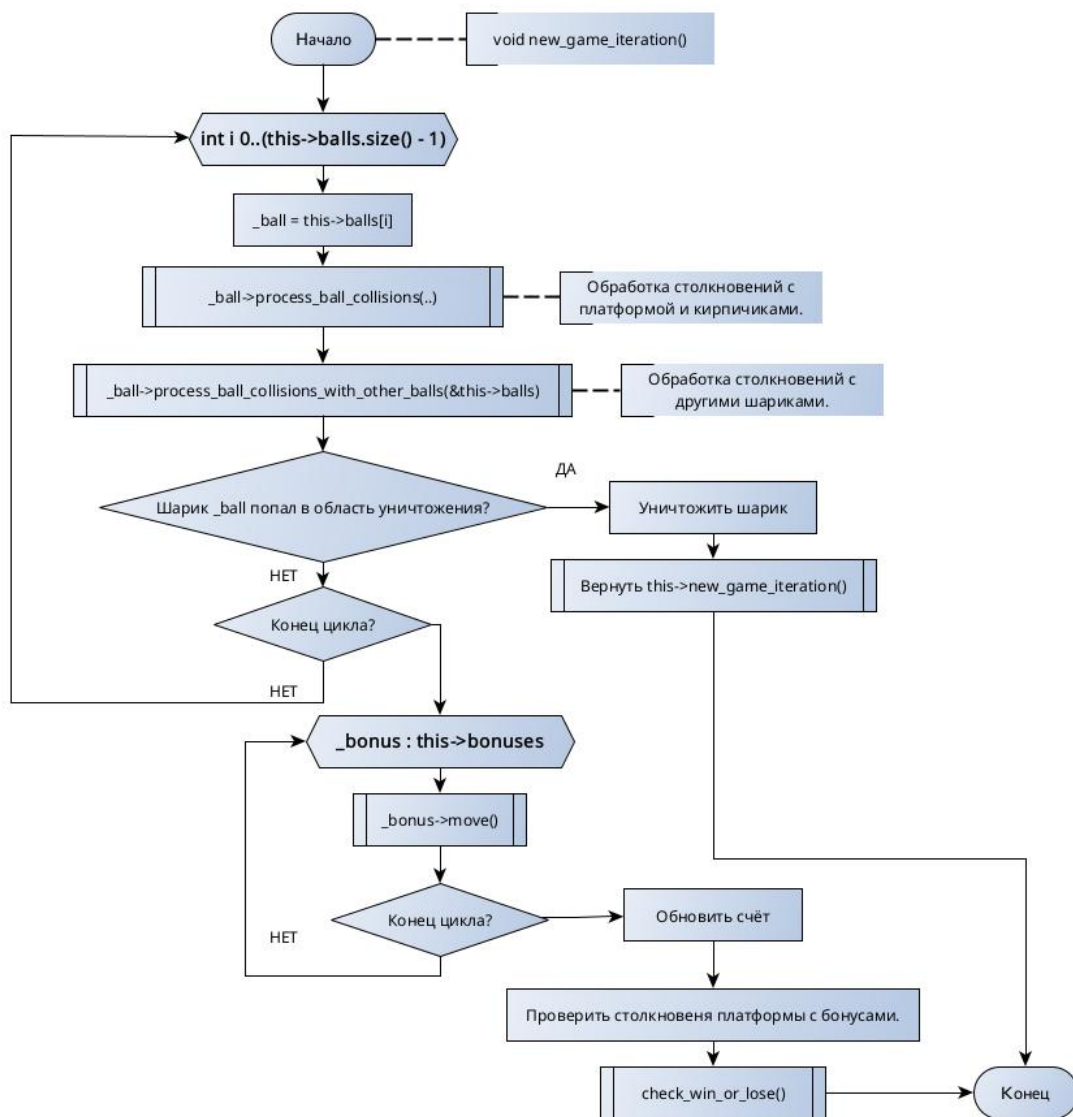 Начало
void new_game_iteration()
int i 0..(this->balls.size() - 1)
_ball = this->balls[i]
_ball->process_ball_collisions(..)
Обработка столкновений с
платформой и кирпичиками.
_ball->process_ball_collisions_with_other_balls(&this->balls)
Обработка столкновений с
другими шариками.
ДА
Шарик _ball попал в область уничтожения?
Уничтожить шарик
НЕТ
Вернуть this->new_game_iteration()
Конец цикла?
НЕТ
_bonus : this->bonuses
_bonus->move()
Конец цикла?
Обновить счёт
НЕТ
Проверить столкновеня платформы с бонусами.
check_win_or_lose()
Конец